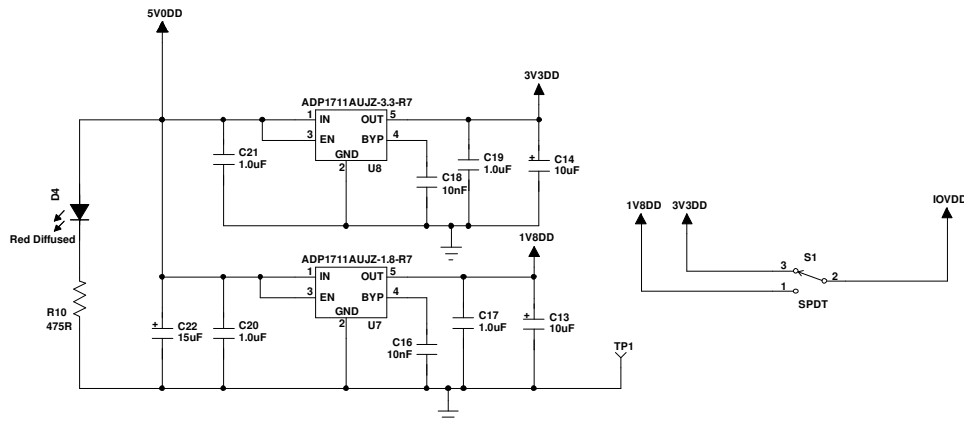 5V0DD
3V3DD
ADP1711AUJZ-3.3-R7
1 IN OUT 5
3 EN BYP 4
GND
2
U8
C21
1.0uF
C18
10nF
C19
1.0uF
+ C14
10uF
D4
Red Diffused
R10
475R
1V8DD
ADP1711AUJZ-1.8-R7
1 IN OUT 5
3 EN BYP 4
GND
2
U7
+ C22
15uF
C20
1.0uF
C16
10nF
C17
1.0uF
+ C13
10uF
TP1
1V8DD 3V3DD IOVDD
S1
3
2
1
SPDT